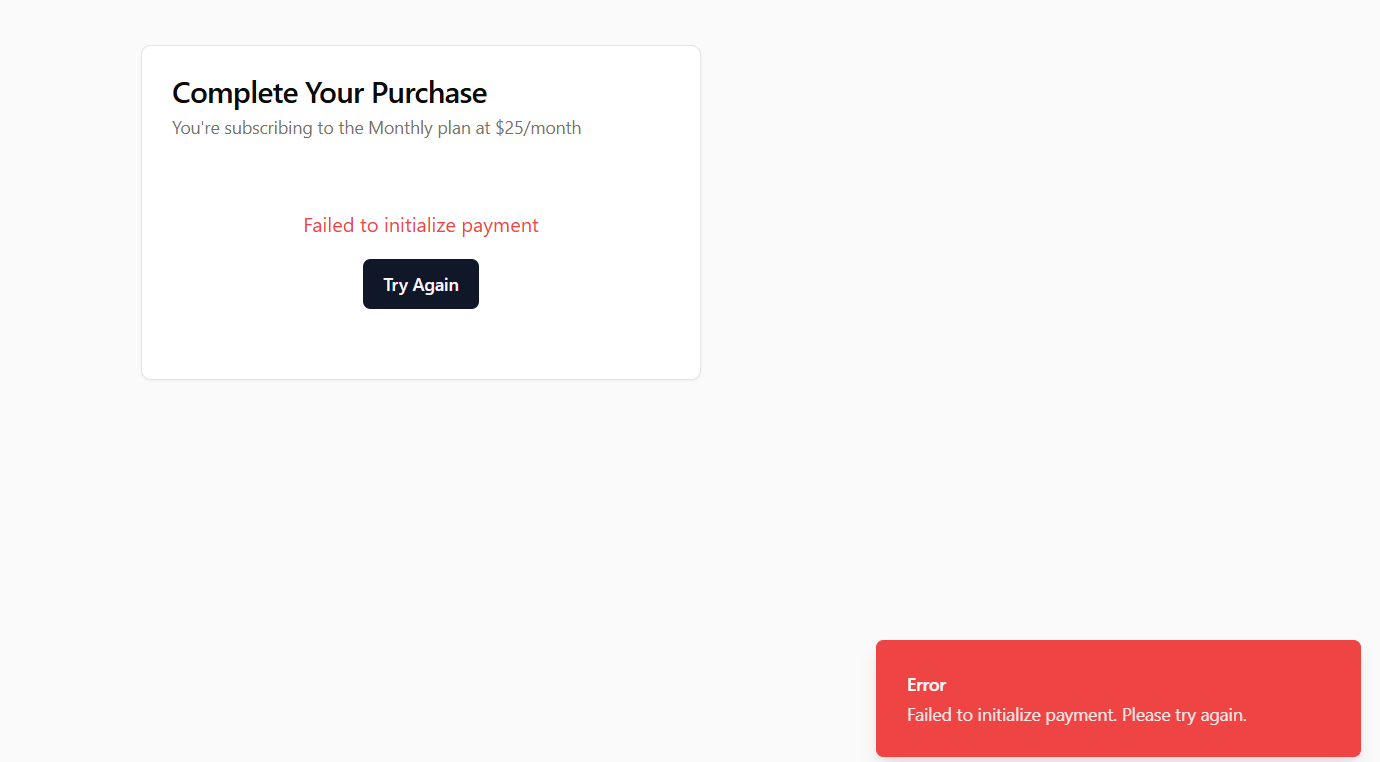 Complete Your Purchase
You're subscribing to the Monthly plan at $25/month
Failed to initialize payment
Try Again
Error
Failed to initialize payment. Please try again.